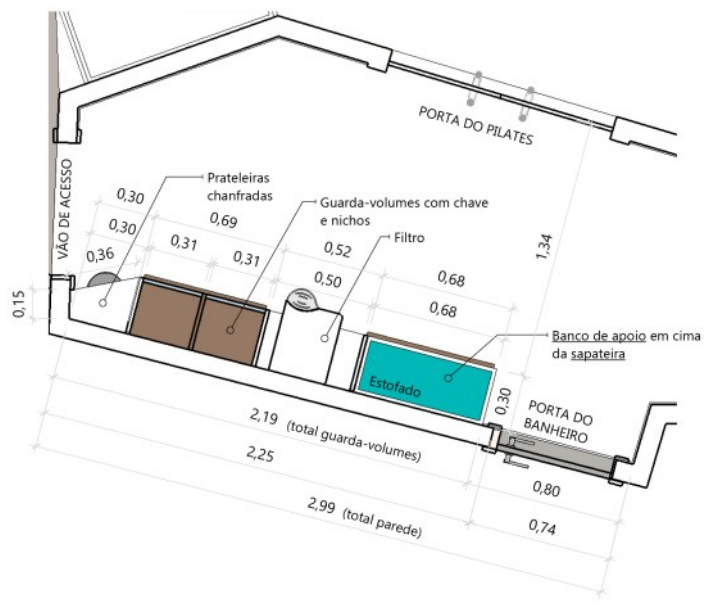 PORTA DO PILATES
VÃO DE ACESSO
Prateleiras
chanfradas
Guarda-volumes com chave
e nichos
Filtro
0,30
0,69
0,30
0,31
0,31
0,52
0,36
0,50
0,68
0,68
1,34
0,15
Banco de apoio em cima
da sapateira
Estofado
0,30
PORTA DO
BANHEIRO
2,19 (total guarda-volumes)
2,25
2,99 (total parede)
0,80
0,74